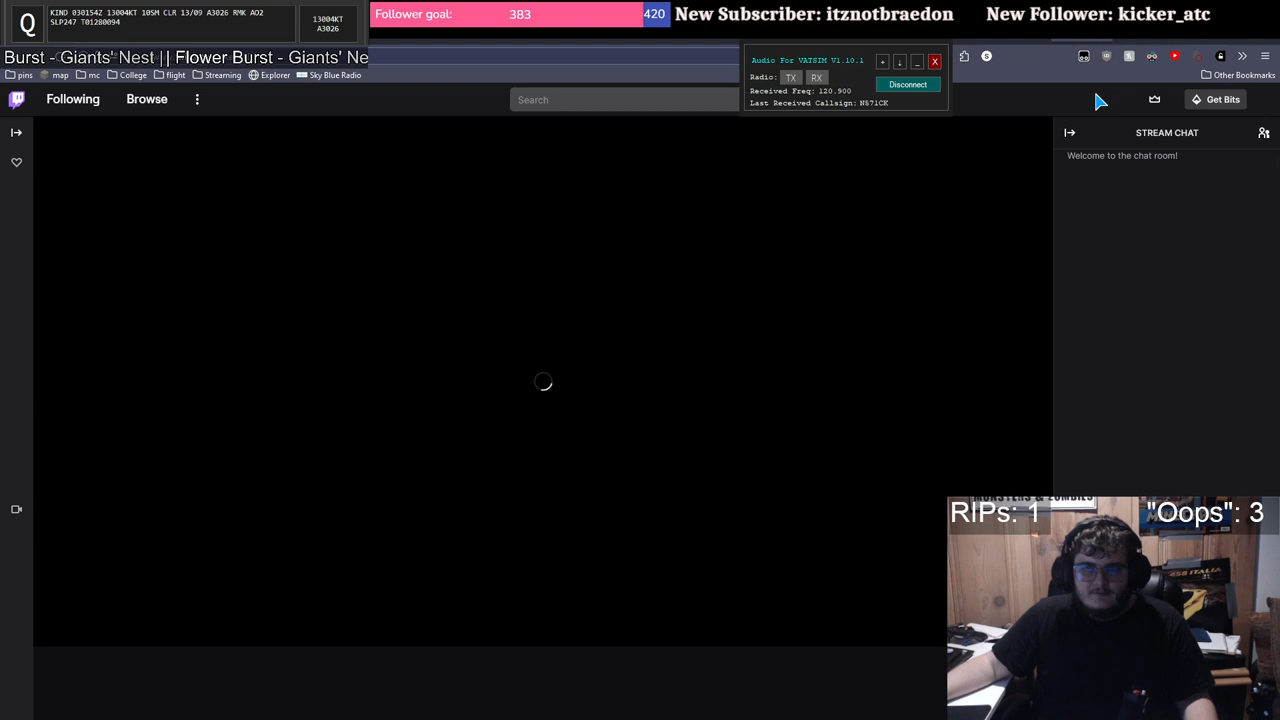 Q
KIND 030154Z 13004KT 10SM CLR 13/09 A3026 RMK AO2
SLP247 T01280094
13004KT
A3026
Follower goal:
383
420
New Subscriber: itznotbraedon
New Follower: kicker_atc
Burst - Giants' Nest || Flower Burst - Giants' Ne
Audio For VATSIM V1.10.1
+
↓
_
X
Radio:
TX
RX
Disconnect
Received Freq: 120.900
Last Received Callsign: N571CK
pins
map
mc
College
flight
Streaming
Explorer
Sky Blue Radio
Other Bookmarks
S
Following
Browse
Search
Get Bits
STREAM CHAT
Welcome to the chat room!
RIPs: 1
"Oops": 3
458 ITALIA